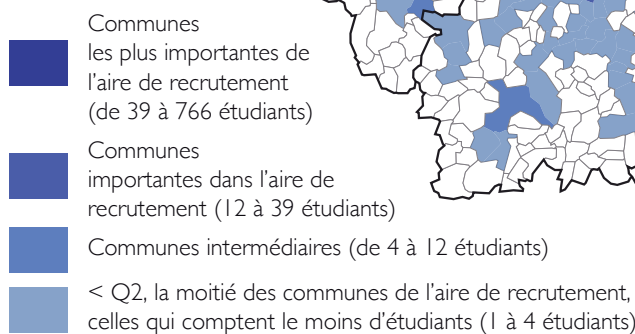 Communes
les plus importantes de
l'aire de recrutement
(de 39 à 766 étudiants)
Communes
importantes dans l'aire de
recrutement (12 à 39 étudiants)
Communes intermédiaires (de 4 à 12 étudiants)
< Q2, la moitié des communes de l'aire de recrutement,
celles qui comptent le moins d'étudiants (1 à 4 étudiants)